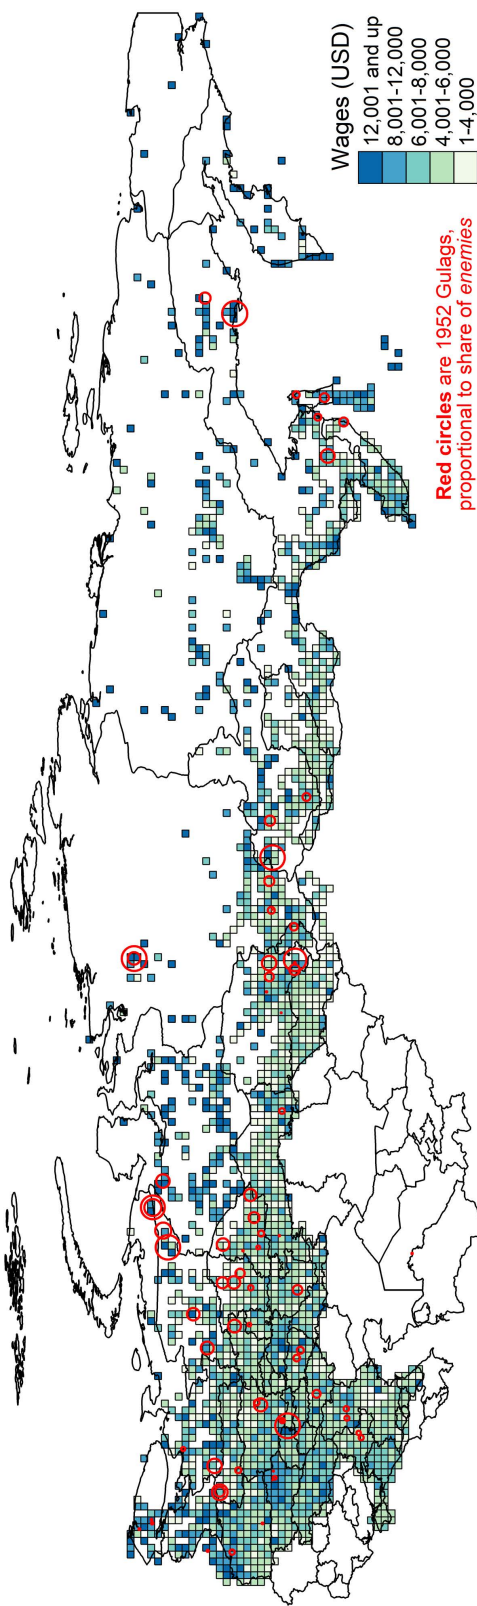 Wages (USD)
12,001 and up
8,001-12,000
6,001-8,000
4,001-6,000
1-4,000
Red circles are 1952 Gulags,
proportional to share of enemies